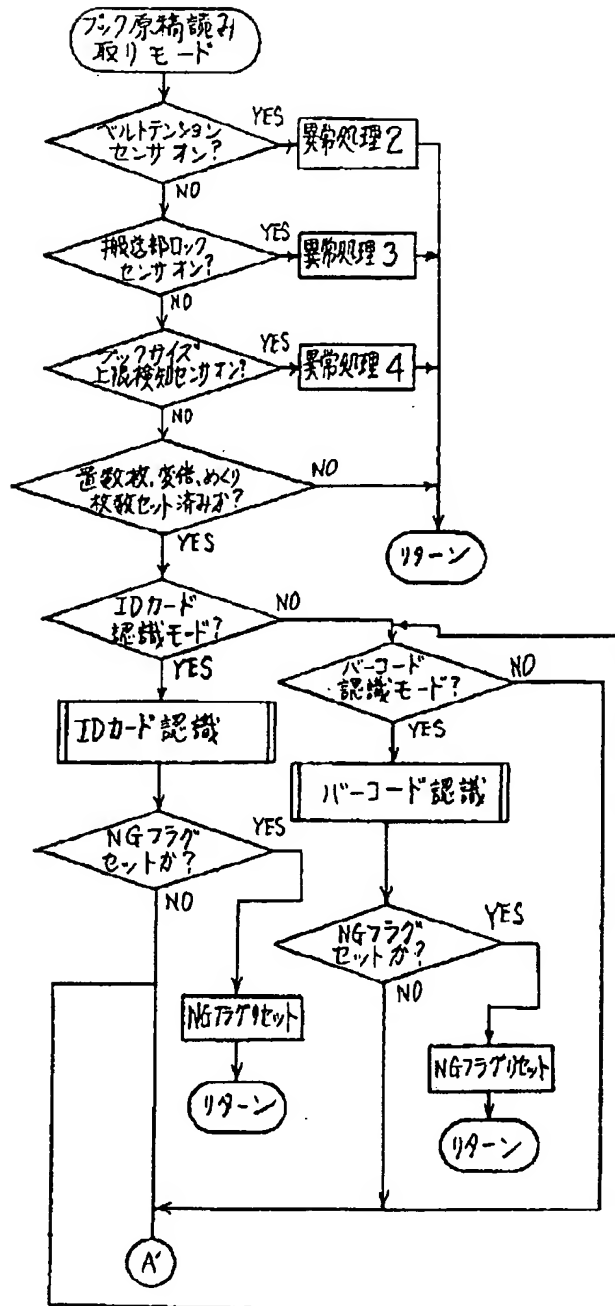 ブック原稿読み
取りモード
ベルトテンション
センサオン?
YES
異常処理2
NO
搬送部ロック
センサオン?
YES
異常処理3
NO
ブックサイズ
上限検知センサオン?
YES
異常処理4
NO
置数枚、変倍、めくり
枚数セット済みか?
NO
YES
リターン
IDカード
認識モード?
NO
YES
バーコード
認識モード?
NO
YES
IDカード認識
バーコード認識
NGフラグ
セットか?
YES
NO
NGフラグ
セットか?
YES
NO
NGフラグリセット
NGフラグリセット
リターン
リターン
A'